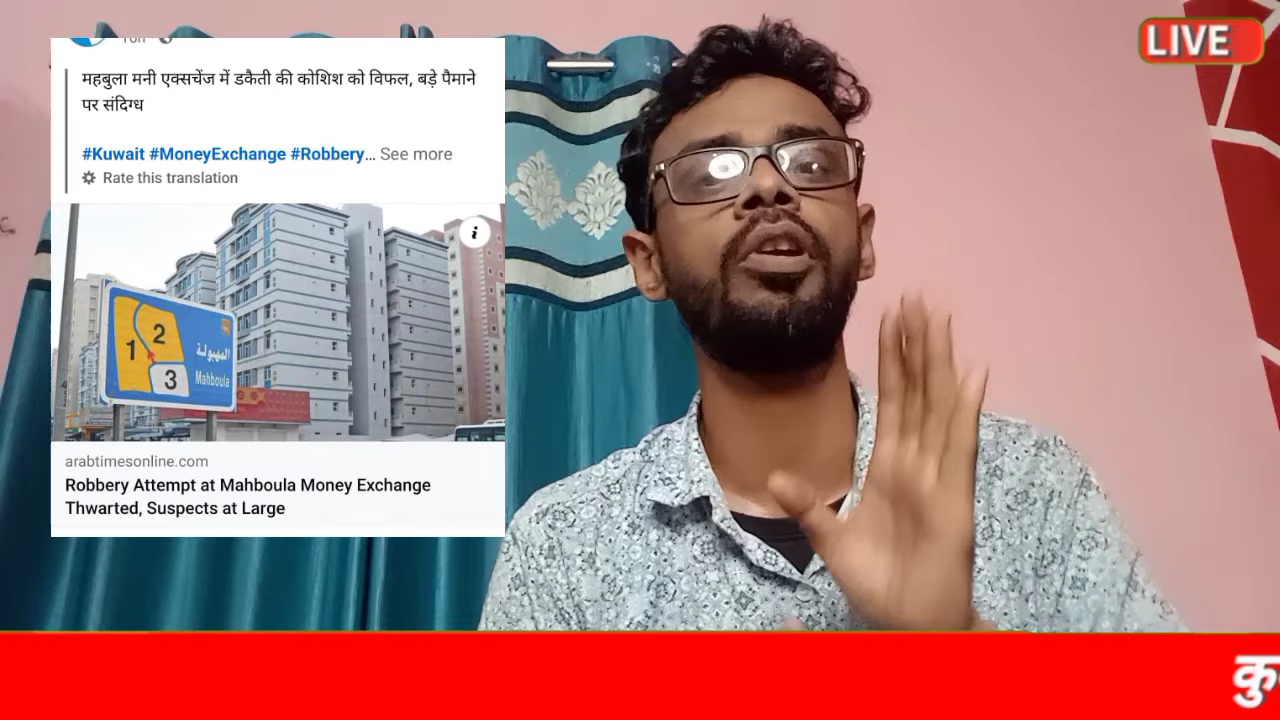 LIVE
महबुला मनी एक्सचेंज में डकैती की कोशिश को विफल, बड़े पैमाने
पर संदिग्ध
#Kuwait #MoneyExchange #Robbery… See more
Rate this translation
i
2
1
3
المهبولة
Mahboula
arabtimesonline.com
Robbery Attempt at Mahboula Money Exchange
Thwarted, Suspects at Large